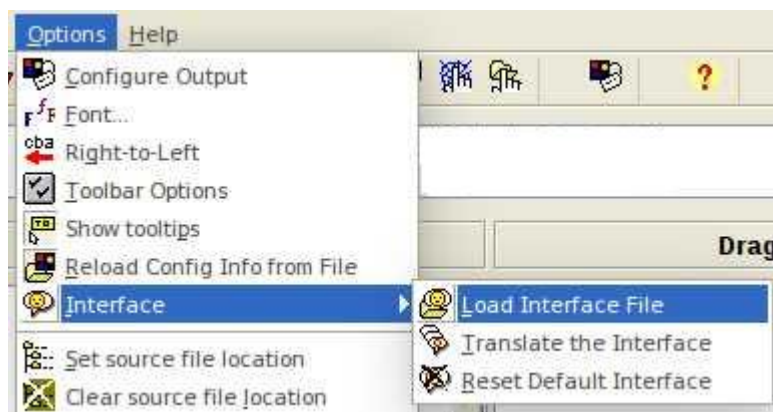 Options Help
Configure Output
Font...
cba Right-to-Left
Toolbar Options
Show tooltips
Drag
Reload Config Info from File
Interface
Load Interface File
Translate the Interface
Reset Default Interface
Set source file location
Clear source file location